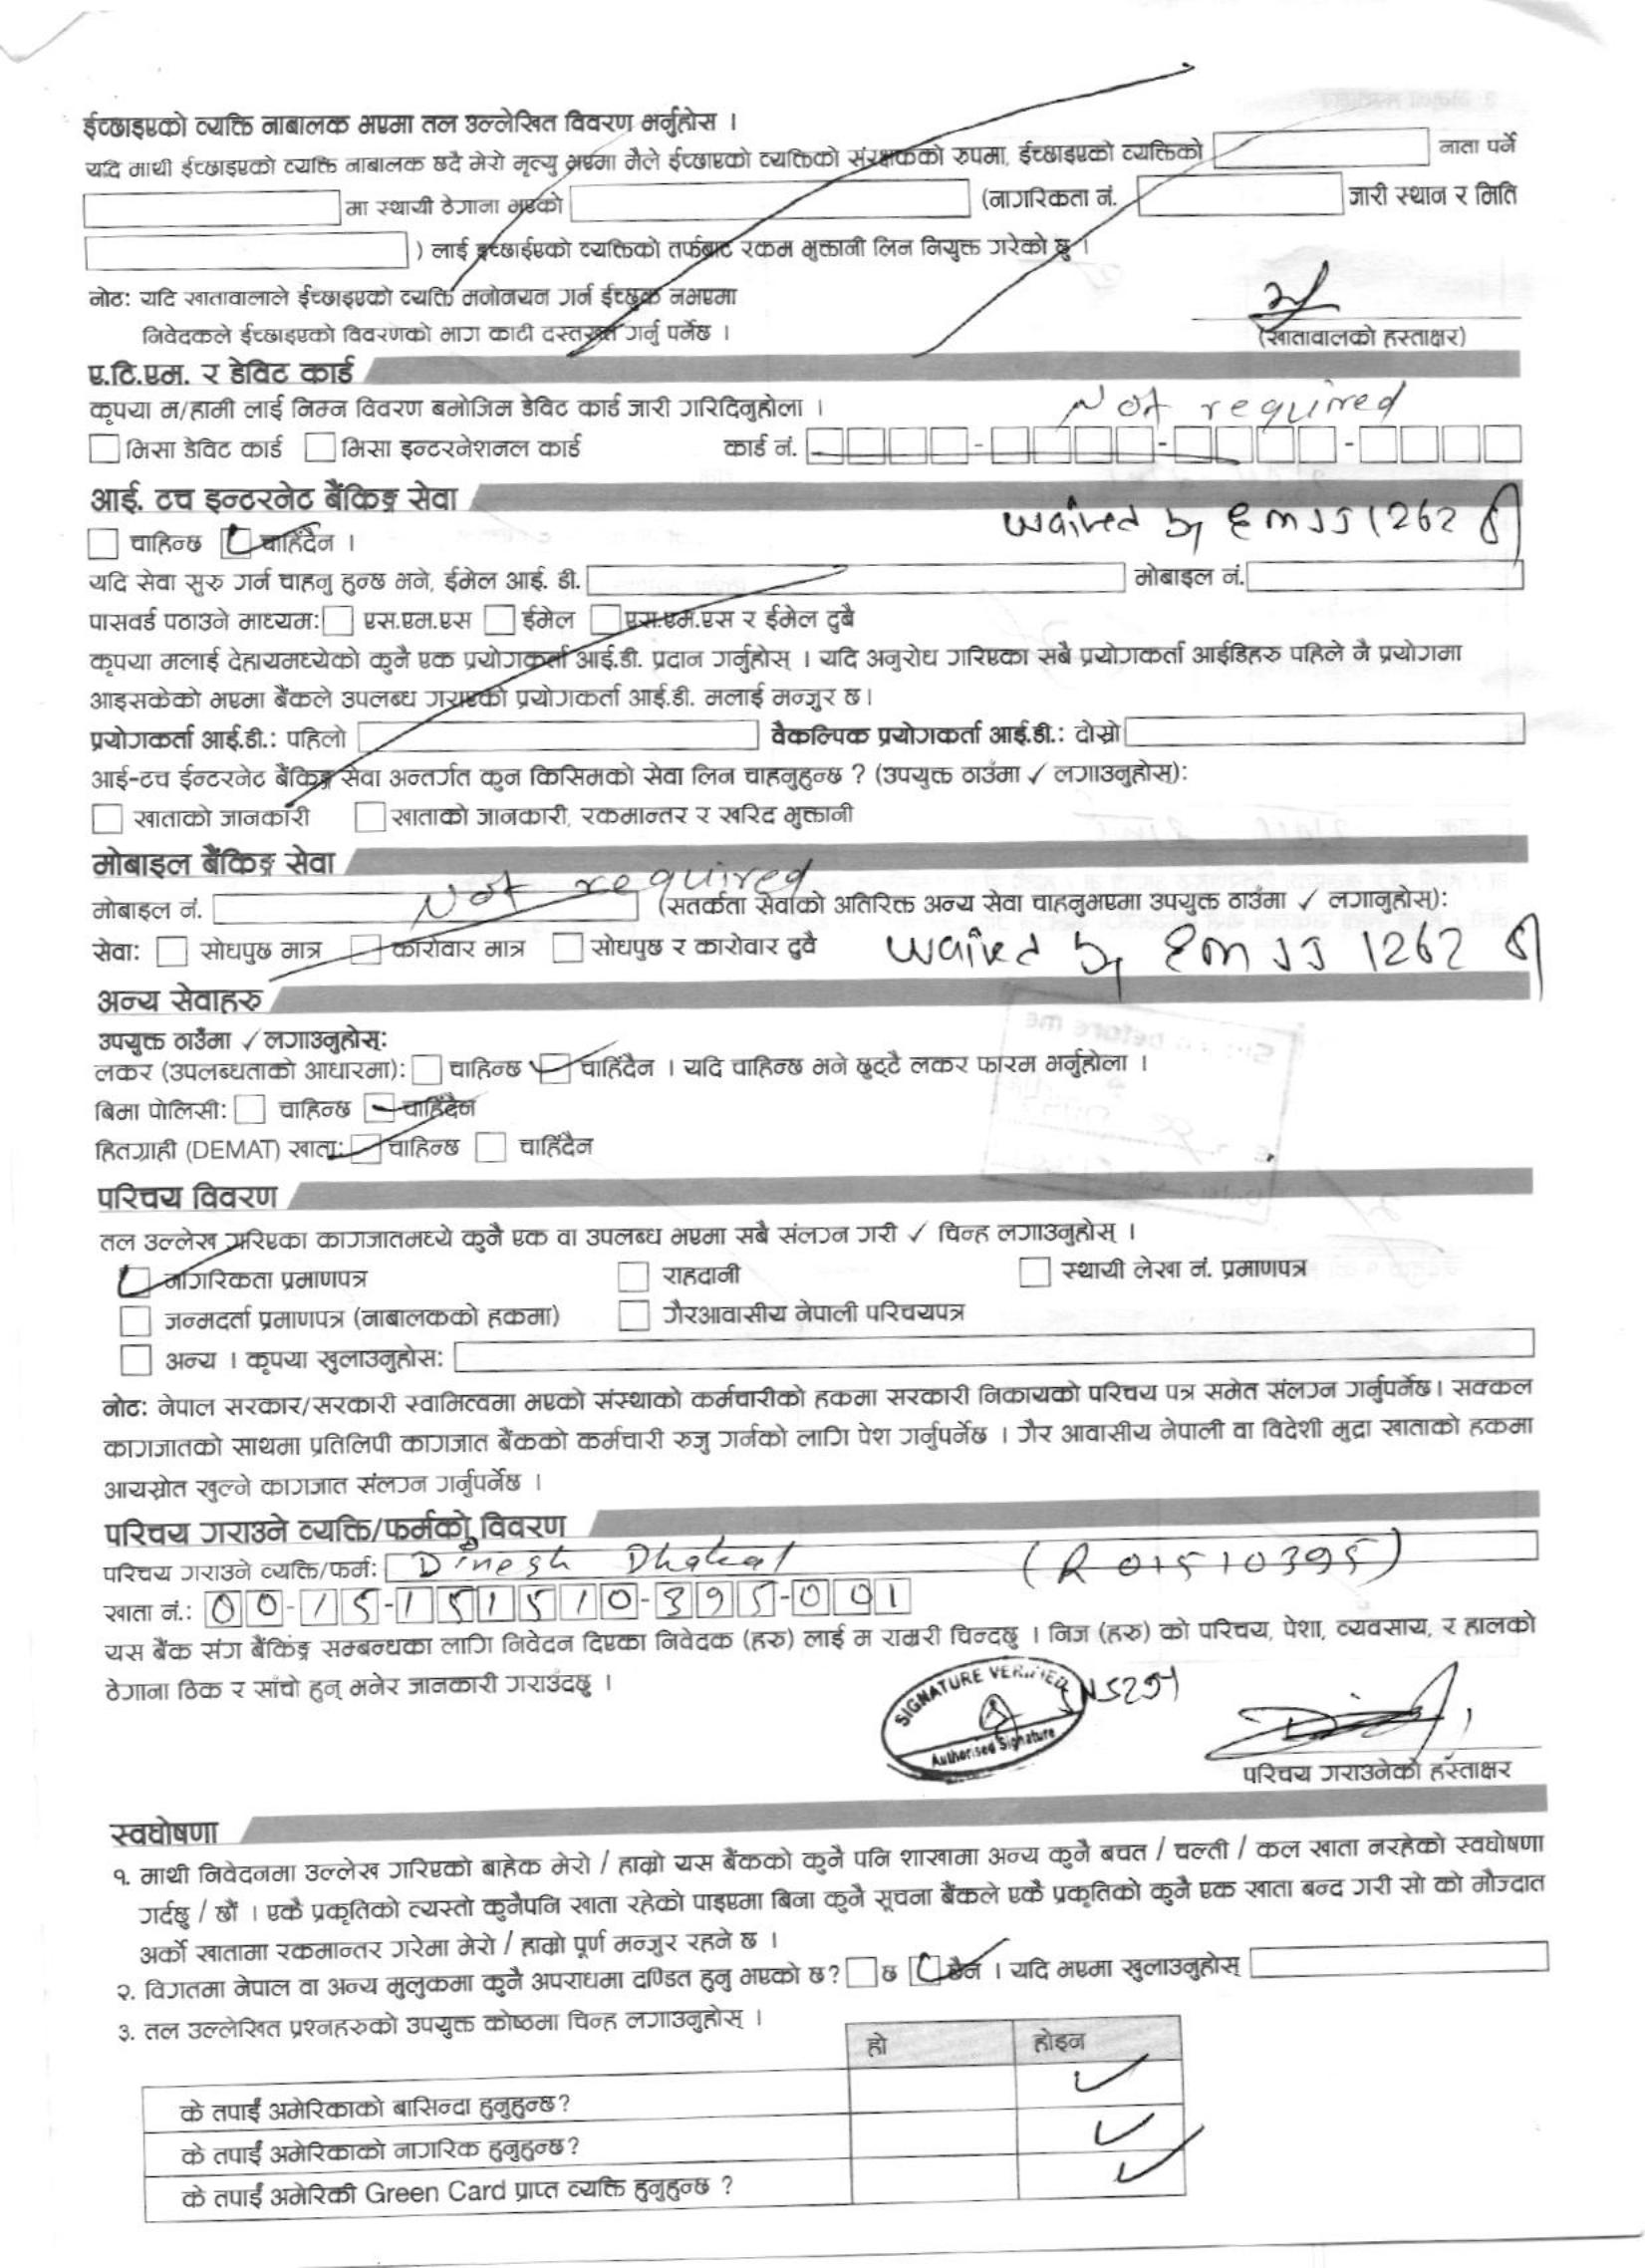 ईच्छाइएको व्यक्ति नाबालक भएमा तल उल्लेखित विवरण भर्नुहोस ।
यदि माथी ईच्छाइएको व्यक्ति नाबालक छदै मेरो मृत्यु भएमा मैले ईच्छाएको व्यक्तिको संरक्षकको रुपमा, ईच्छाइएको व्यक्तिको नाता पर्ने
मा स्थायी ठेगाना भएको (नागरिकता नं. जारी स्थान र मिति
) लाई इच्छाईएको व्यक्तिको तर्फबाट रकम भुक्तानी लिन नियुक्त गरेको छु ।
नोट: यदि खातावालाले ईच्छाइएको व्यक्ति मनोनयन गर्न ईच्छुक नभएमा
निवेदकले ईच्छाइएको विवरणको भाग काटी दस्तखत गर्नु पर्नेछ ।
(खातावालको हस्ताक्षर)
ए.टि.एम. र डेविट कार्ड
कृपया म/हामी लाई निम्न विवरण बमोजिम डेविट कार्ड जारी गरिदिनुहोला । Not required
भिसा डेविट कार्ड भिसा इन्टरनेशनल कार्ड कार्ड नं.
आई. टच इन्टरनेट बैंकिङ्ग सेवा
waived by EMJJ1262
चाहिन्छ चाहिँदैन ।
यदि सेवा सुरु गर्न चाहनु हुन्छ भने, ईमेल आई. डी. मोबाइल नं.
पासवर्ड पठाउने माध्यम: एस.एम.एस ईमेल एस.एम.एस र ईमेल दुबै
कृपया मलाई देहायमध्येको कुनै एक प्रयोगकर्ता आई.डी. प्रदान गर्नुहोस् । यदि अनुरोध गरिएका सबै प्रयोगकर्ता आईडिहरु पहिले नै प्रयोगमा
आइसकेको भएमा बैंकले उपलब्ध गराएको प्रयोगकर्ता आई.डी. मलाई मन्जुर छ।
प्रयोगकर्ता आई.डी.: पहिलो वैकल्पिक प्रयोगकर्ता आई.डी.: दोस्रो
आई-टच ईन्टरनेट बैंकिङ्ग सेवा अन्तर्गत कुन किसिमको सेवा लिन चाहनुहुन्छ ? (उपयुक्त ठाउँमा ✓ लगाउनुहोस्):
खाताको जानकारी खाताको जानकारी, रकमान्तर र खरिद भुक्तानी
मोबाइल बैंकिङ्ग सेवा
मोबाइल नं. Not required (सतर्कता सेवाको अतिरिक्त अन्य सेवा चाहनुभएमा उपयुक्त ठाउँमा ✓ लगानुहोस्):
सेवा: सोधपुछ मात्र कारोवार मात्र सोधपुछ र कारोवार दुवै waived by EMJJ 1262
अन्य सेवाहरु
उपयुक्त ठाउँमा ✓ लगाउनुहोस्:
लकर (उपलब्धताको आधारमा): चाहिन्छ चाहिँदैन । यदि चाहिन्छ भने छुट्टै लकर फारम भर्नुहोला ।
बिमा पोलिसी: चाहिन्छ चाहिँदैन
हितग्राही (DEMAT) खाता: चाहिन्छ चाहिँदैन
परिचय विवरण
तल उल्लेख गरिएका कागजातमध्ये कुनै एक वा उपलब्ध भएमा सबै संलग्न गरी ✓ चिन्ह लगाउनुहोस् ।
नागरिकता प्रमाणपत्र राहदानी स्थायी लेखा नं. प्रमाणपत्र
जन्मदर्ता प्रमाणपत्र (नाबालकको हकमा) गैरआवासीय नेपाली परिचयपत्र
अन्य । कृपया खुलाउनुहोस:
नोट: नेपाल सरकार/सरकारी स्वामित्वमा भएको संस्थाको कर्मचारीको हकमा सरकारी निकायको परिचय पत्र समेत संलग्न गर्नुपर्नेछ। सक्कल
कागजातको साथमा प्रतिलिपी कागजात बैंकको कर्मचारी रुजु गर्नको लागि पेश गर्नुपर्नेछ । गैर आवासीय नेपाली वा विदेशी मुद्रा खाताको हकमा
आयस्रोत खुल्ने कागजात संलग्न गर्नुपर्नेछ ।
परिचय गराउने व्यक्ति/फर्मको विवरण
परिचय गराउने व्यक्ति/फर्म: Dinesh Dhakal (R01510395)
खाता नं.: 00-15-1510-395-001
यस बैंक संग बैंकिङ्ग सम्बन्धका लागि निवेदन दिएका निवेदक (हरु) लाई म राम्ररी चिन्दछु । निज (हरु) को परिचय, पेशा, व्यवसाय, र हालको
ठेगाना ठिक र साँचो हुन् भनेर जानकारी गराउँदछु ।
SIGNATURE VERIFIED
Authorised Signature
परिचय गराउनेको हस्ताक्षर
स्वघोषणा
१. माथी निवेदनमा उल्लेख गरिएको बाहेक मेरो / हाम्रो यस बैंकको कुनै पनि शाखामा अन्य कुनै बचत / चल्ती / कल खाता नरहेको स्वघोषणा
गर्दछु / छौं । एकै प्रकृतिको त्यस्तो कुनैपनि खाता रहेको पाइएमा बिना कुनै सूचना बैंकले एकै प्रकृतिको कुनै एक खाता बन्द गरी सो को मौज्दात
अर्को खातामा रकमान्तर गरेमा मेरो / हाम्रो पूर्ण मन्जुर रहने छ ।
२. विगतमा नेपाल वा अन्य मुलुकमा कुनै अपराधमा दण्डित हुनु भएको छ? छ छैन । यदि भएमा खुलाउनुहोस्
३. तल उल्लेखित प्रश्नहरुको उपयुक्त कोष्ठमा चिन्ह लगाउनुहोस् ।
हो होइन
के तपाईं अमेरिकाको बासिन्दा हुनुहुन्छ? ✓
के तपाईं अमेरिकाको नागरिक हुनुहुन्छ? ✓
के तपाईं अमेरिकी Green Card प्राप्त व्यक्ति हुनुहुन्छ ? ✓